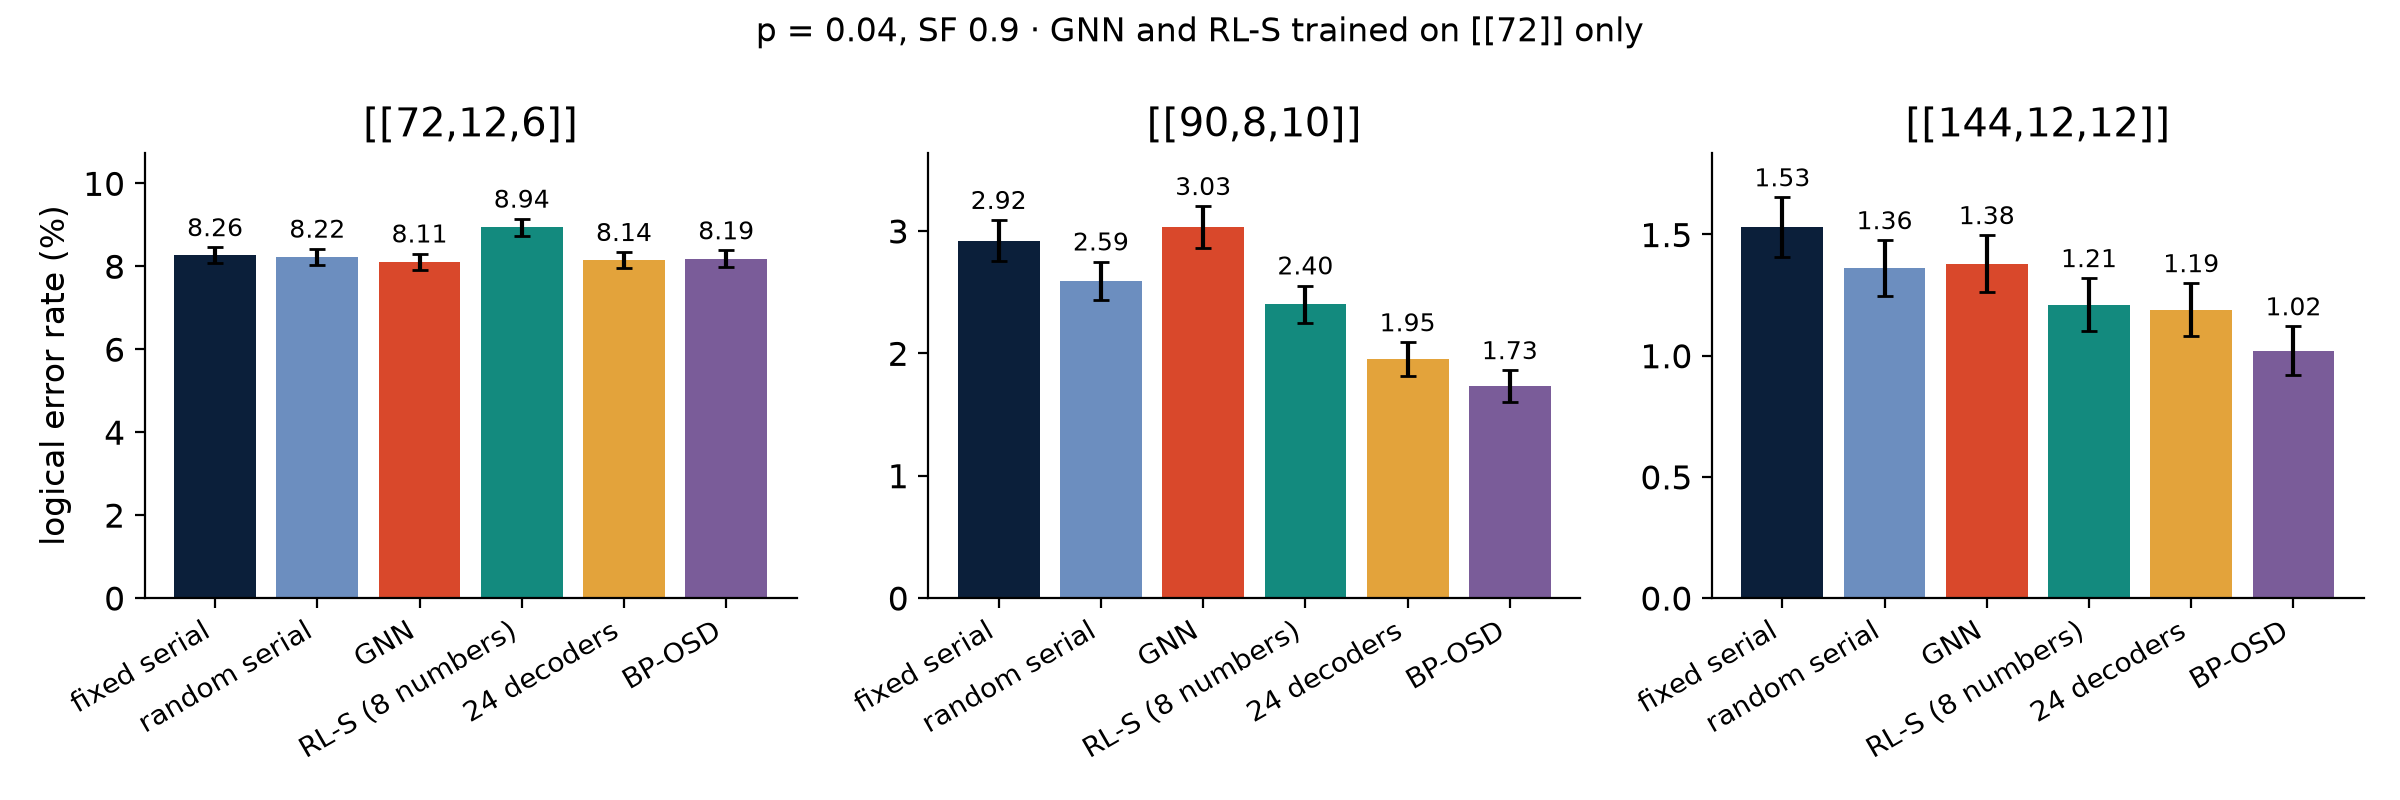 p = 0.04, SF 0.9 · GNN and RL-S trained on [[72]] only
[[72,12,6]]
logical error rate (%)
10
8
6
4
2
0
8.26
8.22
8.11
8.94
8.14
8.19
fixed serial
random serial
GNN
RL-S (8 numbers)
24 decoders
BP-OSD
[[90,8,10]]
3
2
1
0
2.92
2.59
3.03
2.40
1.95
1.73
fixed serial
random serial
GNN
RL-S (8 numbers)
24 decoders
BP-OSD
[[144,12,12]]
1.5
1.0
0.5
0.0
1.53
1.36
1.38
1.21
1.19
1.02
fixed serial
random serial
GNN
RL-S (8 numbers)
24 decoders
BP-OSD